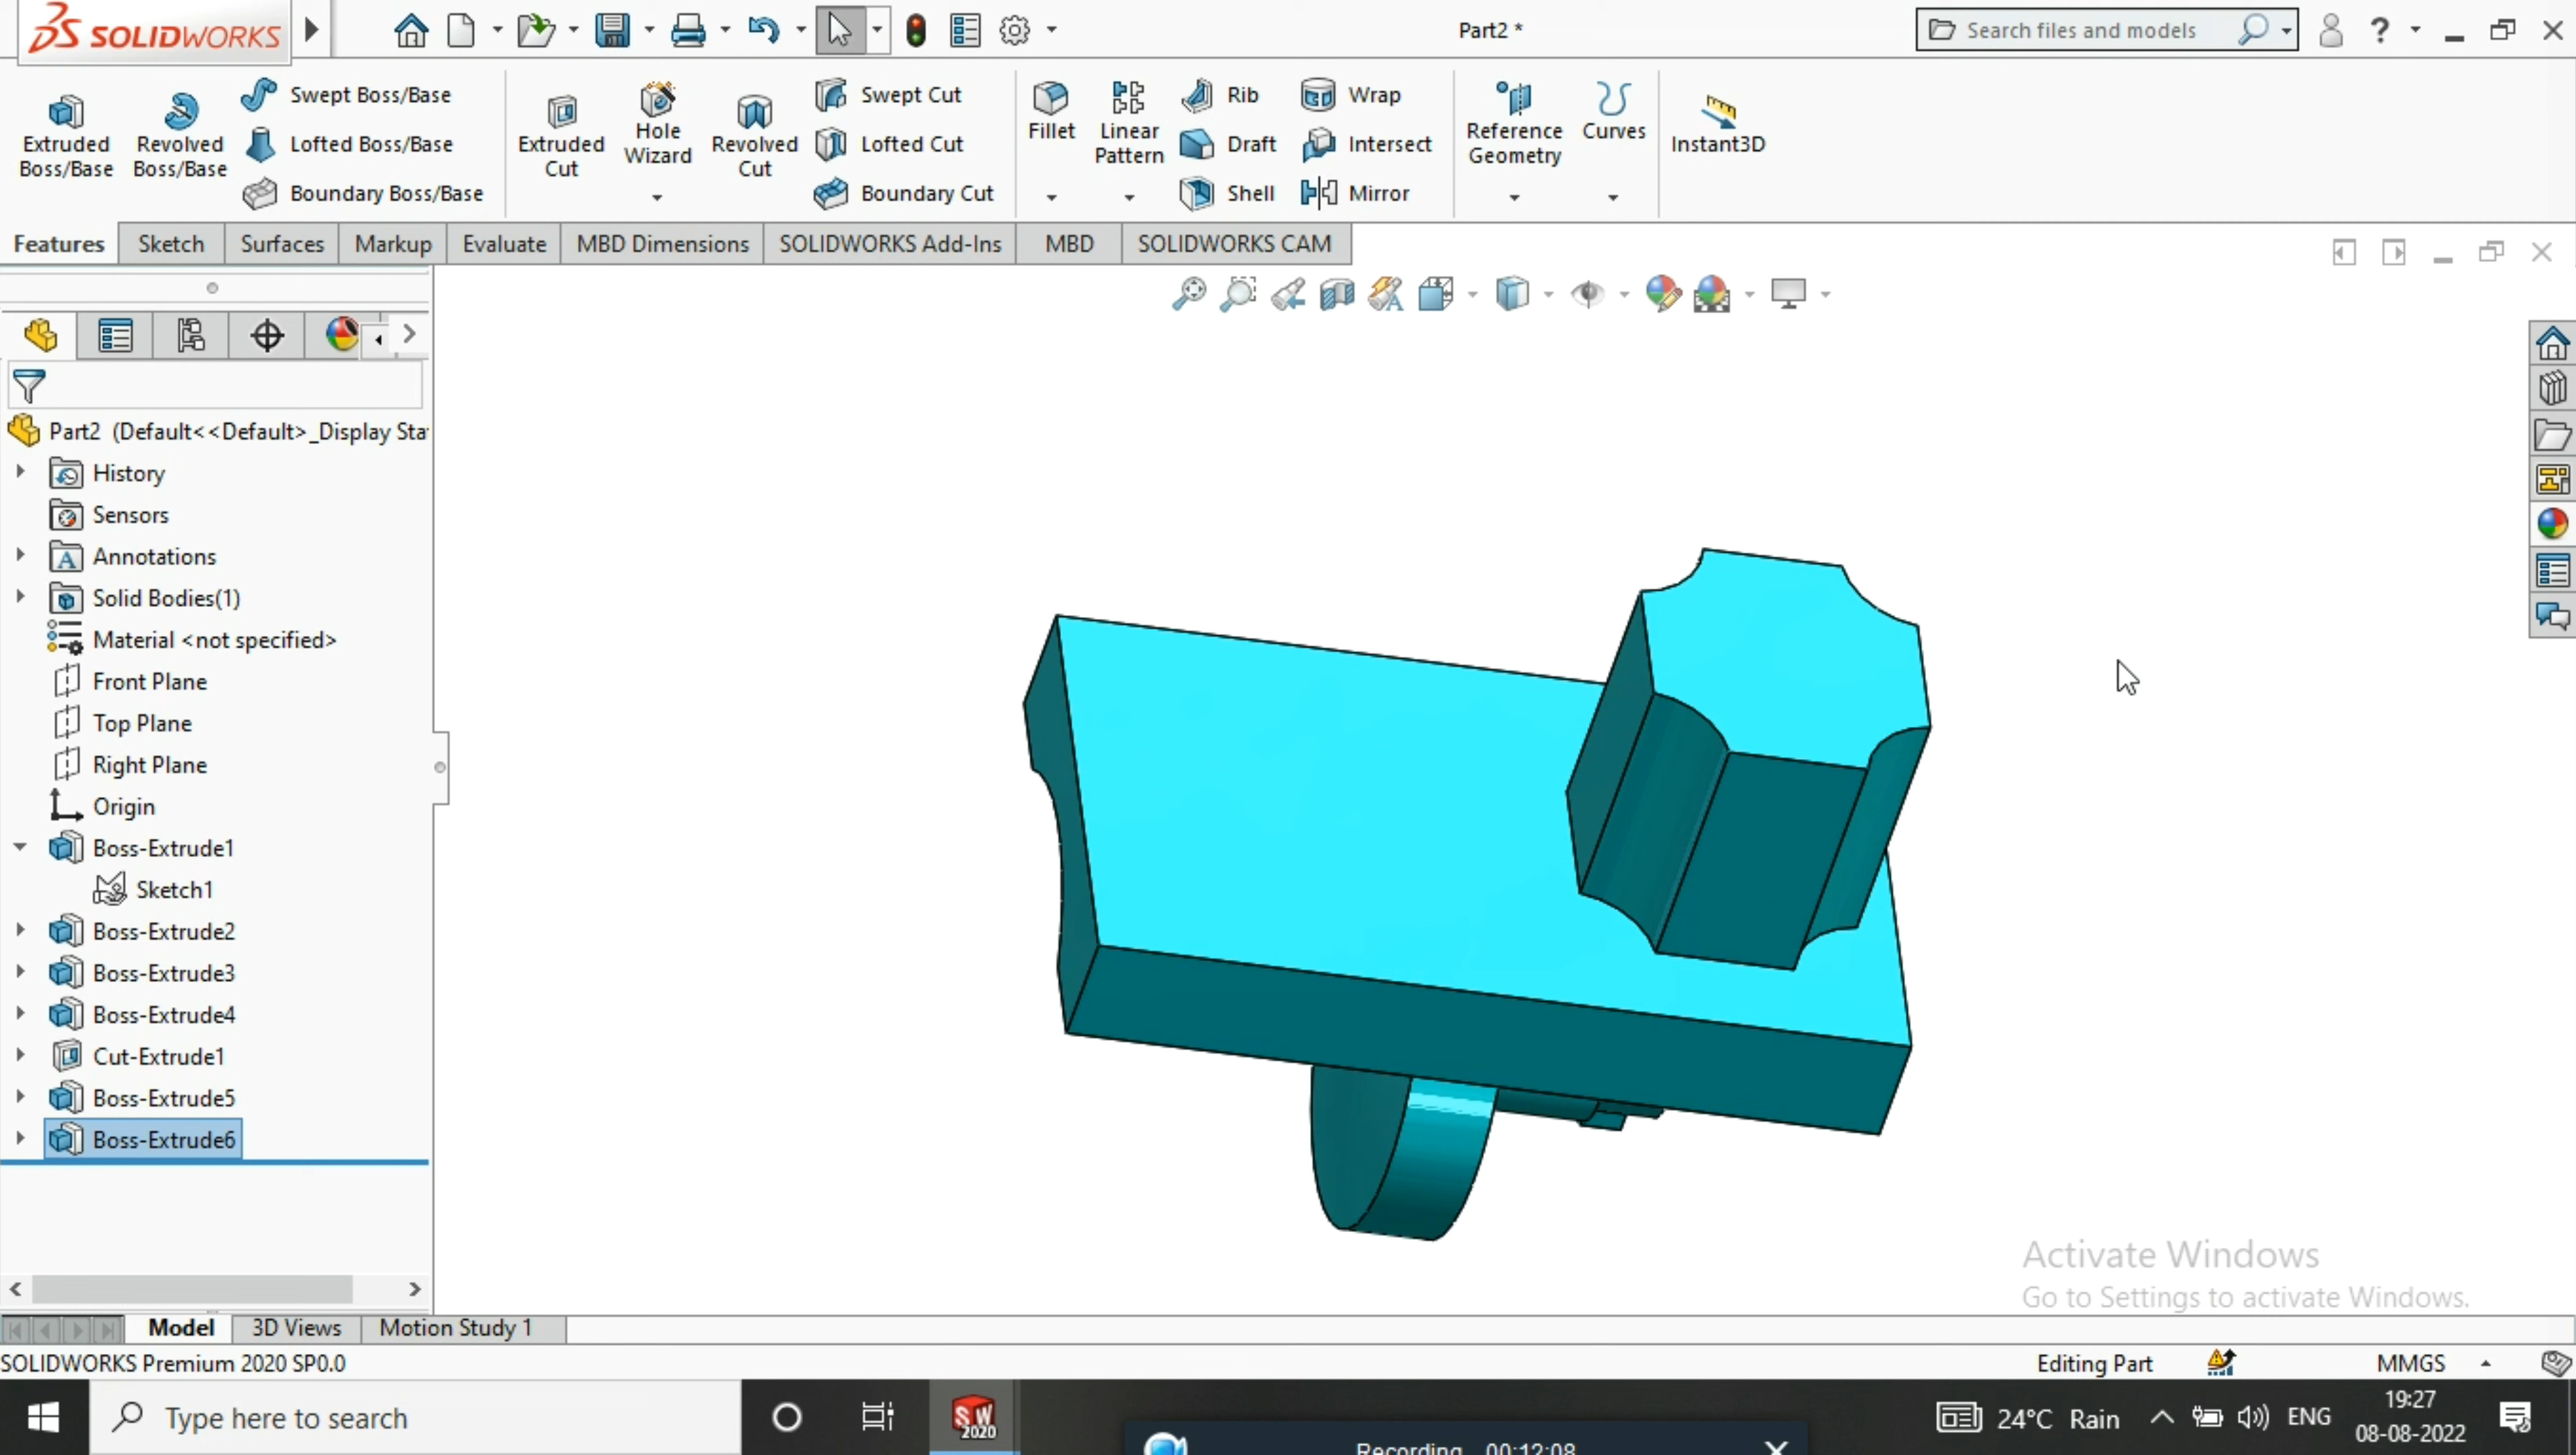 SOLIDWORKS
Part2 *
Search files and models
Extruded Boss/Base
Revolved Boss/Base
Swept Boss/Base
Lofted Boss/Base
Boundary Boss/Base
Extruded Cut
Hole Wizard
Revolved Cut
Swept Cut
Lofted Cut
Boundary Cut
Fillet
Linear Pattern
Rib
Draft
Shell
Wrap
Intersect
Mirror
Reference Geometry
Curves
Instant3D
Features
Sketch
Surfaces
Markup
Evaluate
MBD Dimensions
SOLIDWORKS Add-Ins
MBD
SOLIDWORKS CAM
Part2 (Default<<Default>_Display Sta
History
Sensors
Annotations
Solid Bodies(1)
Material <not specified>
Front Plane
Top Plane
Right Plane
Origin
Boss-Extrude1
Sketch1
Boss-Extrude2
Boss-Extrude3
Boss-Extrude4
Cut-Extrude1
Boss-Extrude5
Boss-Extrude6
Activate Windows
Go to Settings to activate Windows.
Model
3D Views
Motion Study 1
SOLIDWORKS Premium 2020 SP0.0
Editing Part
MMGS
Type here to search
SW
2020
Recording 00:12:08
24°C Rain
ENG
19:27
08-08-2022